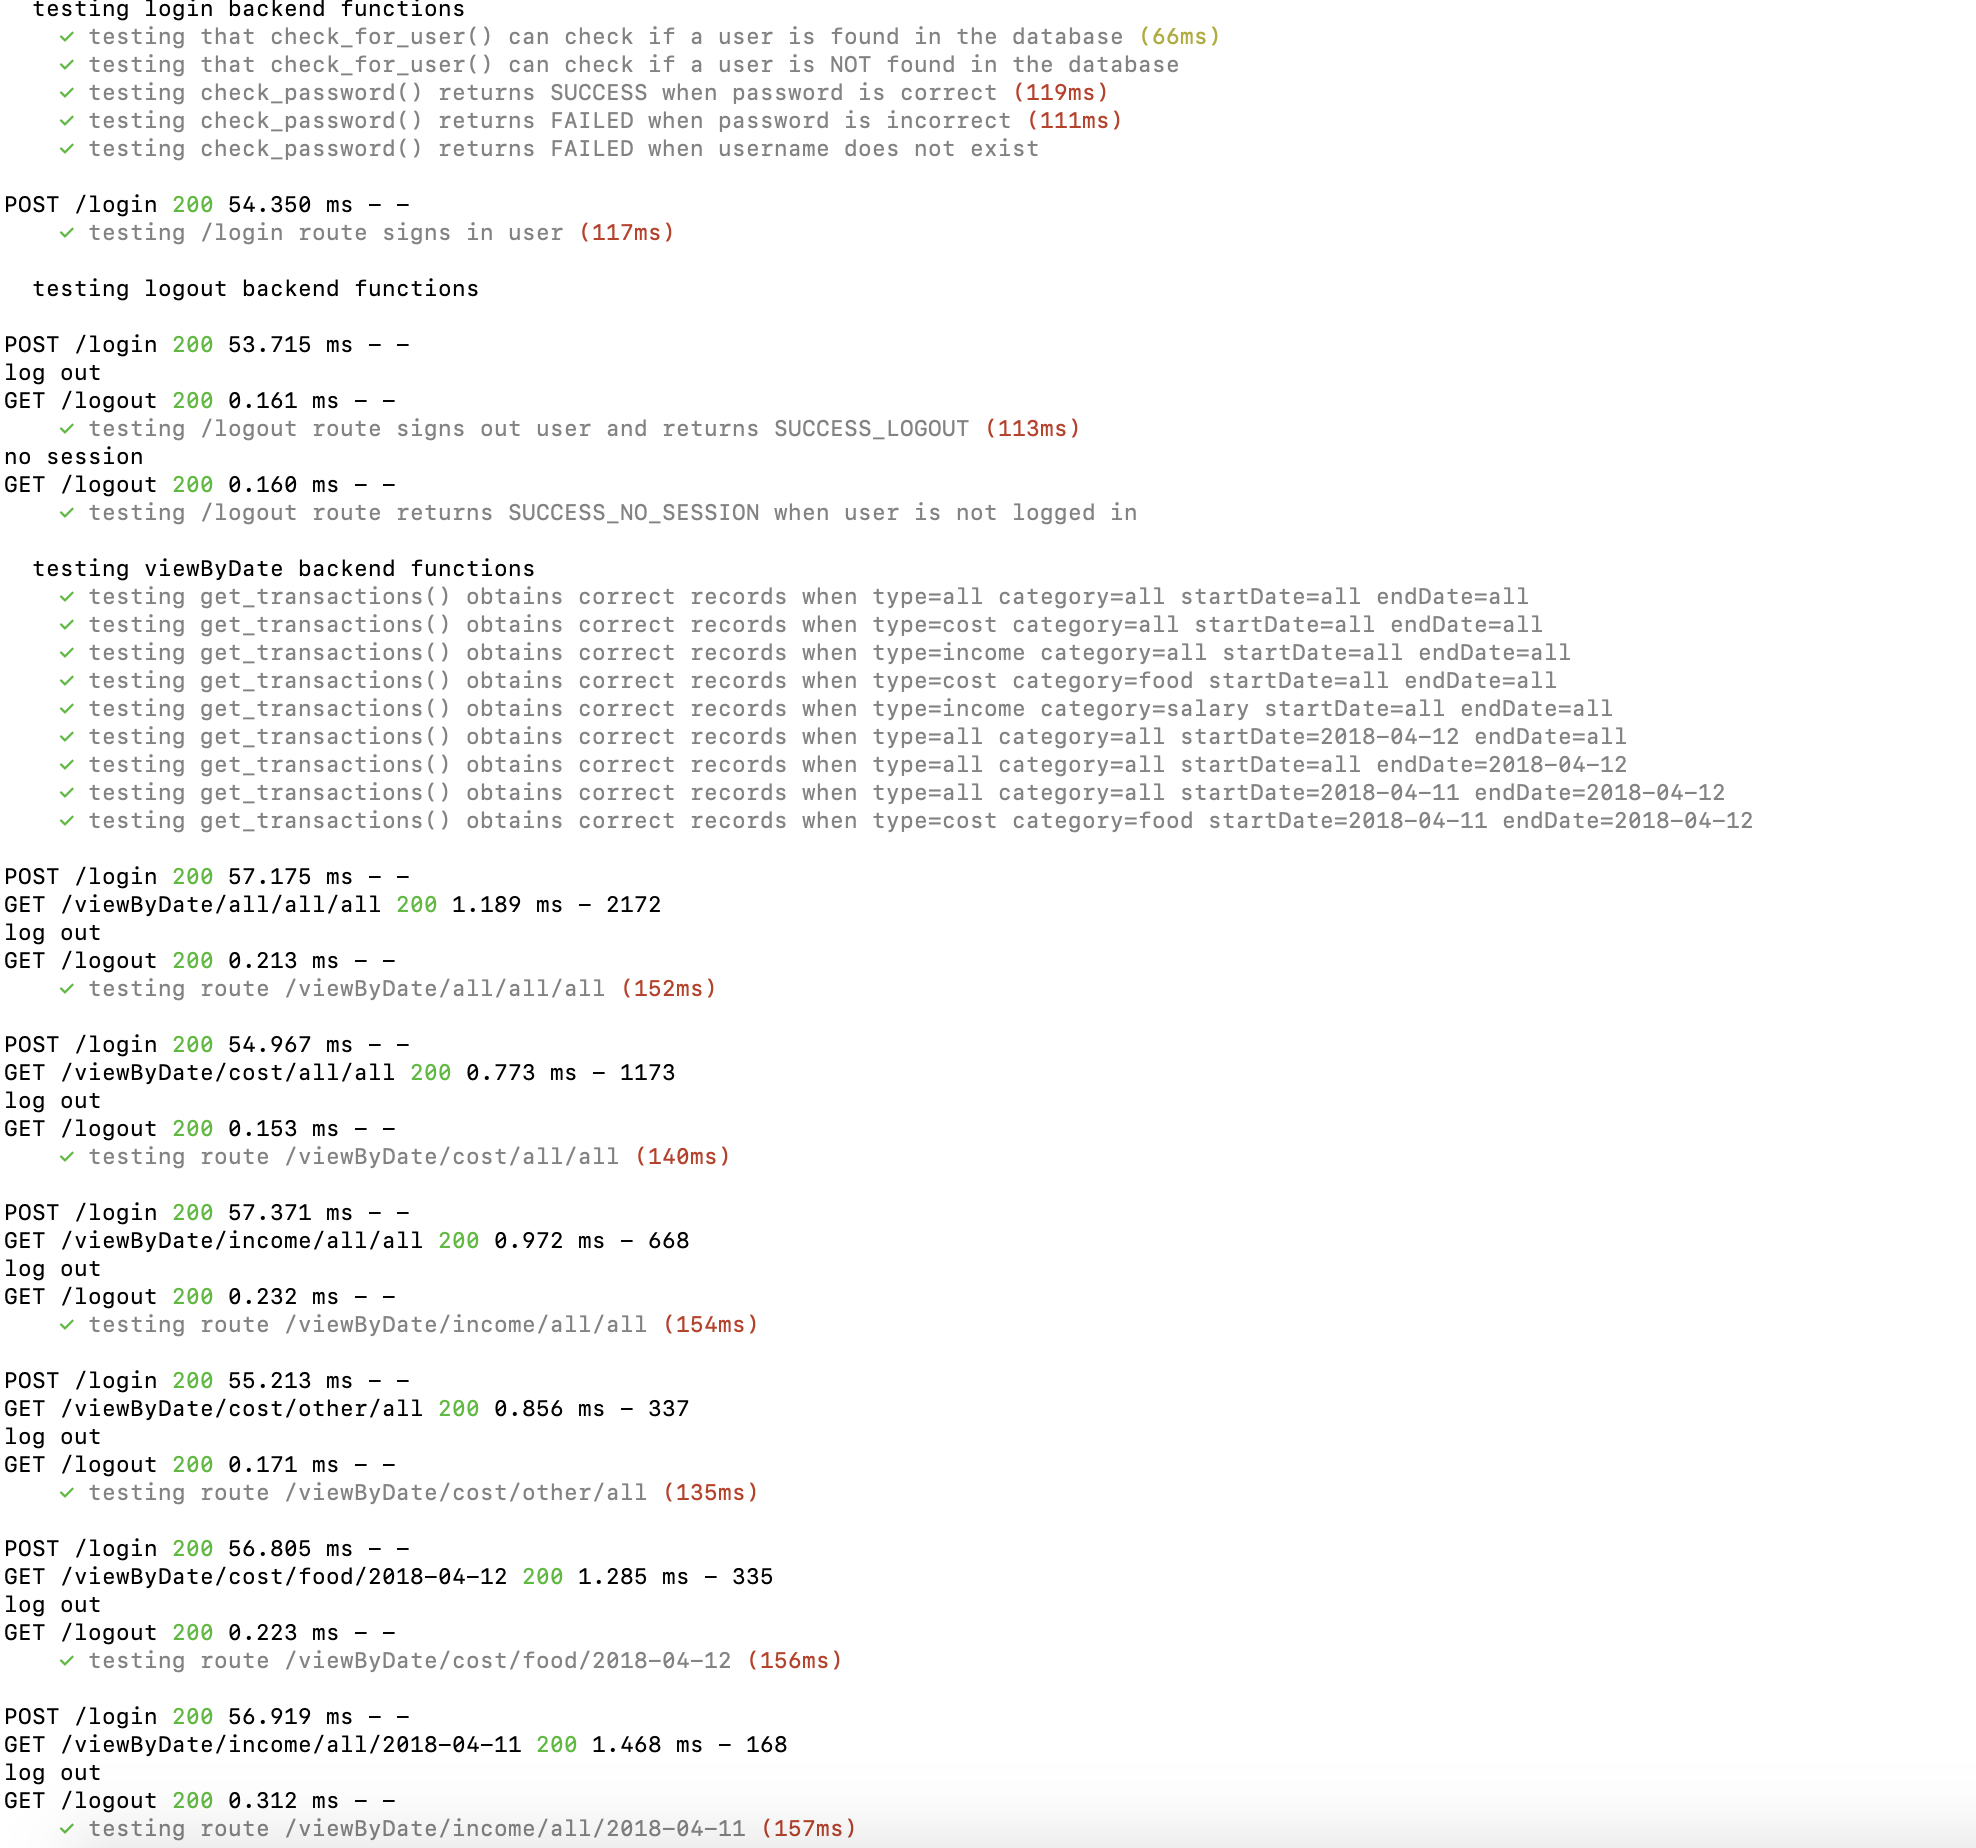 testing login backend functions
✓ testing that check_for_user() can check if a user is found in the database (66ms)
✓ testing that check_for_user() can check if a user is NOT found in the database
✓ testing check_password() returns SUCCESS when password is correct (119ms)
✓ testing check_password() returns FAILED when password is incorrect (111ms)
✓ testing check_password() returns FAILED when username does not exist
POST /login 200 54.350 ms - -
✓ testing /login route signs in user (117ms)
testing logout backend functions
POST /login 200 53.715 ms - -
log out
GET /logout 200 0.161 ms - -
✓ testing /logout route signs out user and returns SUCCESS_LOGOUT (113ms)
no session
GET /logout 200 0.160 ms - -
✓ testing /logout route returns SUCCESS_NO_SESSION when user is not logged in
testing viewByDate backend functions
✓ testing get_transactions() obtains correct records when type=all category=all startDate=all endDate=all
✓ testing get_transactions() obtains correct records when type=cost category=all startDate=all endDate=all
✓ testing get_transactions() obtains correct records when type=income category=all startDate=all endDate=all
✓ testing get_transactions() obtains correct records when type=cost category=food startDate=all endDate=all
✓ testing get_transactions() obtains correct records when type=income category=salary startDate=all endDate=all
✓ testing get_transactions() obtains correct records when type=all category=all startDate=2018-04-12 endDate=all
✓ testing get_transactions() obtains correct records when type=all category=all startDate=all endDate=2018-04-12
✓ testing get_transactions() obtains correct records when type=all category=all startDate=2018-04-11 endDate=2018-04-12
✓ testing get_transactions() obtains correct records when type=cost category=food startDate=2018-04-11 endDate=2018-04-12
POST /login 200 57.175 ms - -
GET /viewByDate/all/all/all 200 1.189 ms - 2172
log out
GET /logout 200 0.213 ms - -
✓ testing route /viewByDate/all/all/all (152ms)
POST /login 200 54.967 ms - -
GET /viewByDate/cost/all/all 200 0.773 ms - 1173
log out
GET /logout 200 0.153 ms - -
✓ testing route /viewByDate/cost/all/all (140ms)
POST /login 200 57.371 ms - -
GET /viewByDate/income/all/all 200 0.972 ms - 668
log out
GET /logout 200 0.232 ms - -
✓ testing route /viewByDate/income/all/all (154ms)
POST /login 200 55.213 ms - -
GET /viewByDate/cost/other/all 200 0.856 ms - 337
log out
GET /logout 200 0.171 ms - -
✓ testing route /viewByDate/cost/other/all (135ms)
POST /login 200 56.805 ms - -
GET /viewByDate/cost/food/2018-04-12 200 1.285 ms - 335
log out
GET /logout 200 0.223 ms - -
✓ testing route /viewByDate/cost/food/2018-04-12 (156ms)
POST /login 200 56.919 ms - -
GET /viewByDate/income/all/2018-04-11 200 1.468 ms - 168
log out
GET /logout 200 0.312 ms - -
✓ testing route /viewByDate/income/all/2018-04-11 (157ms)